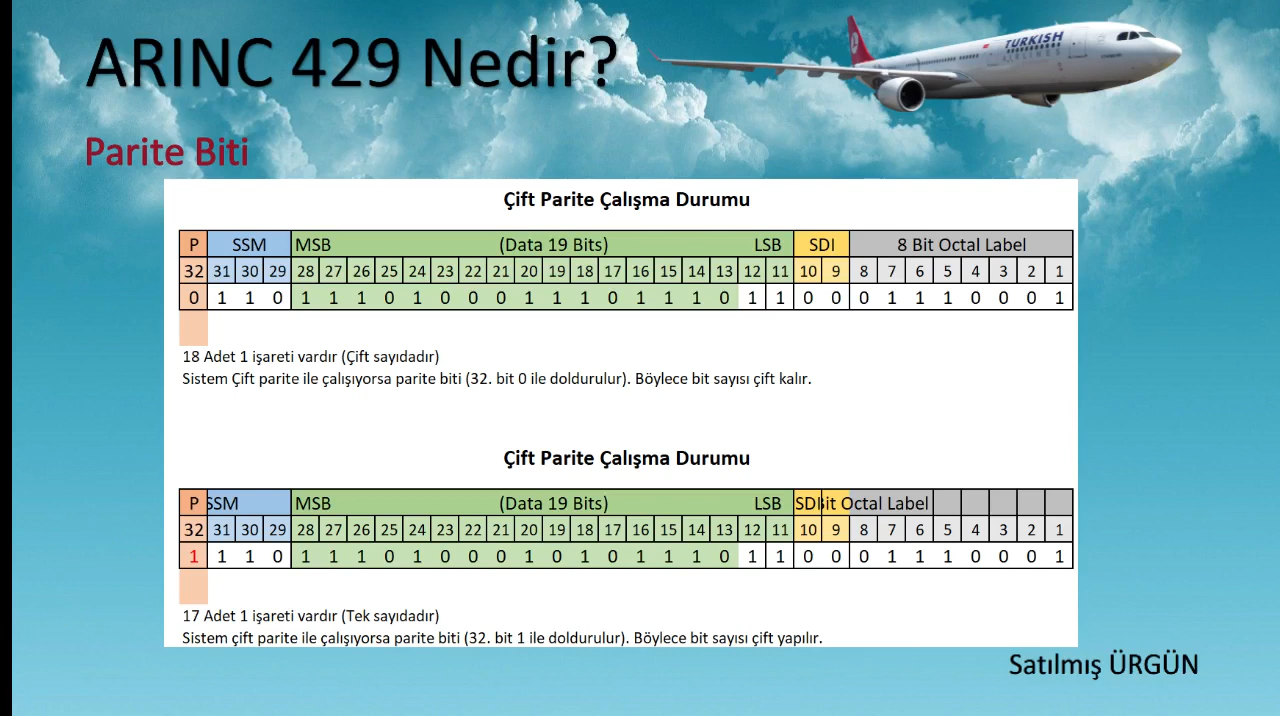 ARINC 429 Nedir?
TURKISH
AIRLINES
Parite Biti
Çift Parite Çalışma Durumu
P SSM MSB (Data 19 Bits) LSB SDI 8 Bit Octal Label
32 31 30 29 28 27 26 25 24 23 22 21 20 19 18 17 16 15 14 13 12 11 10 9 8 7 6 5 4 3 2 1
0 1 1 0 1 1 1 0 1 0 0 0 1 1 1 0 1 1 1 0 1 1 0 0 0 1 1 1 0 0 0 1
18 Adet 1 işareti vardır (Çift sayıdadır)
Sistem Çift parite ile çalışıyorsa parite biti (32. bit 0 ile doldurulur). Böylece bit sayısı çift kalır.
Çift Parite Çalışma Durumu
P SSM MSB (Data 19 Bits) LSB SDBit Octal Label
32 31 30 29 28 27 26 25 24 23 22 21 20 19 18 17 16 15 14 13 12 11 10 9 8 7 6 5 4 3 2 1
1 1 1 0 1 1 1 0 1 0 0 0 1 0 1 0 1 1 1 0 1 1 0 0 0 1 1 1 0 0 0 1
17 Adet 1 işareti vardır (Tek sayıdadır)
Sistem çift parite ile çalışıyorsa parite biti (32. bit 1 ile doldurulur). Böylece bit sayısı çift yapılır.
Satılmış ÜRGÜN